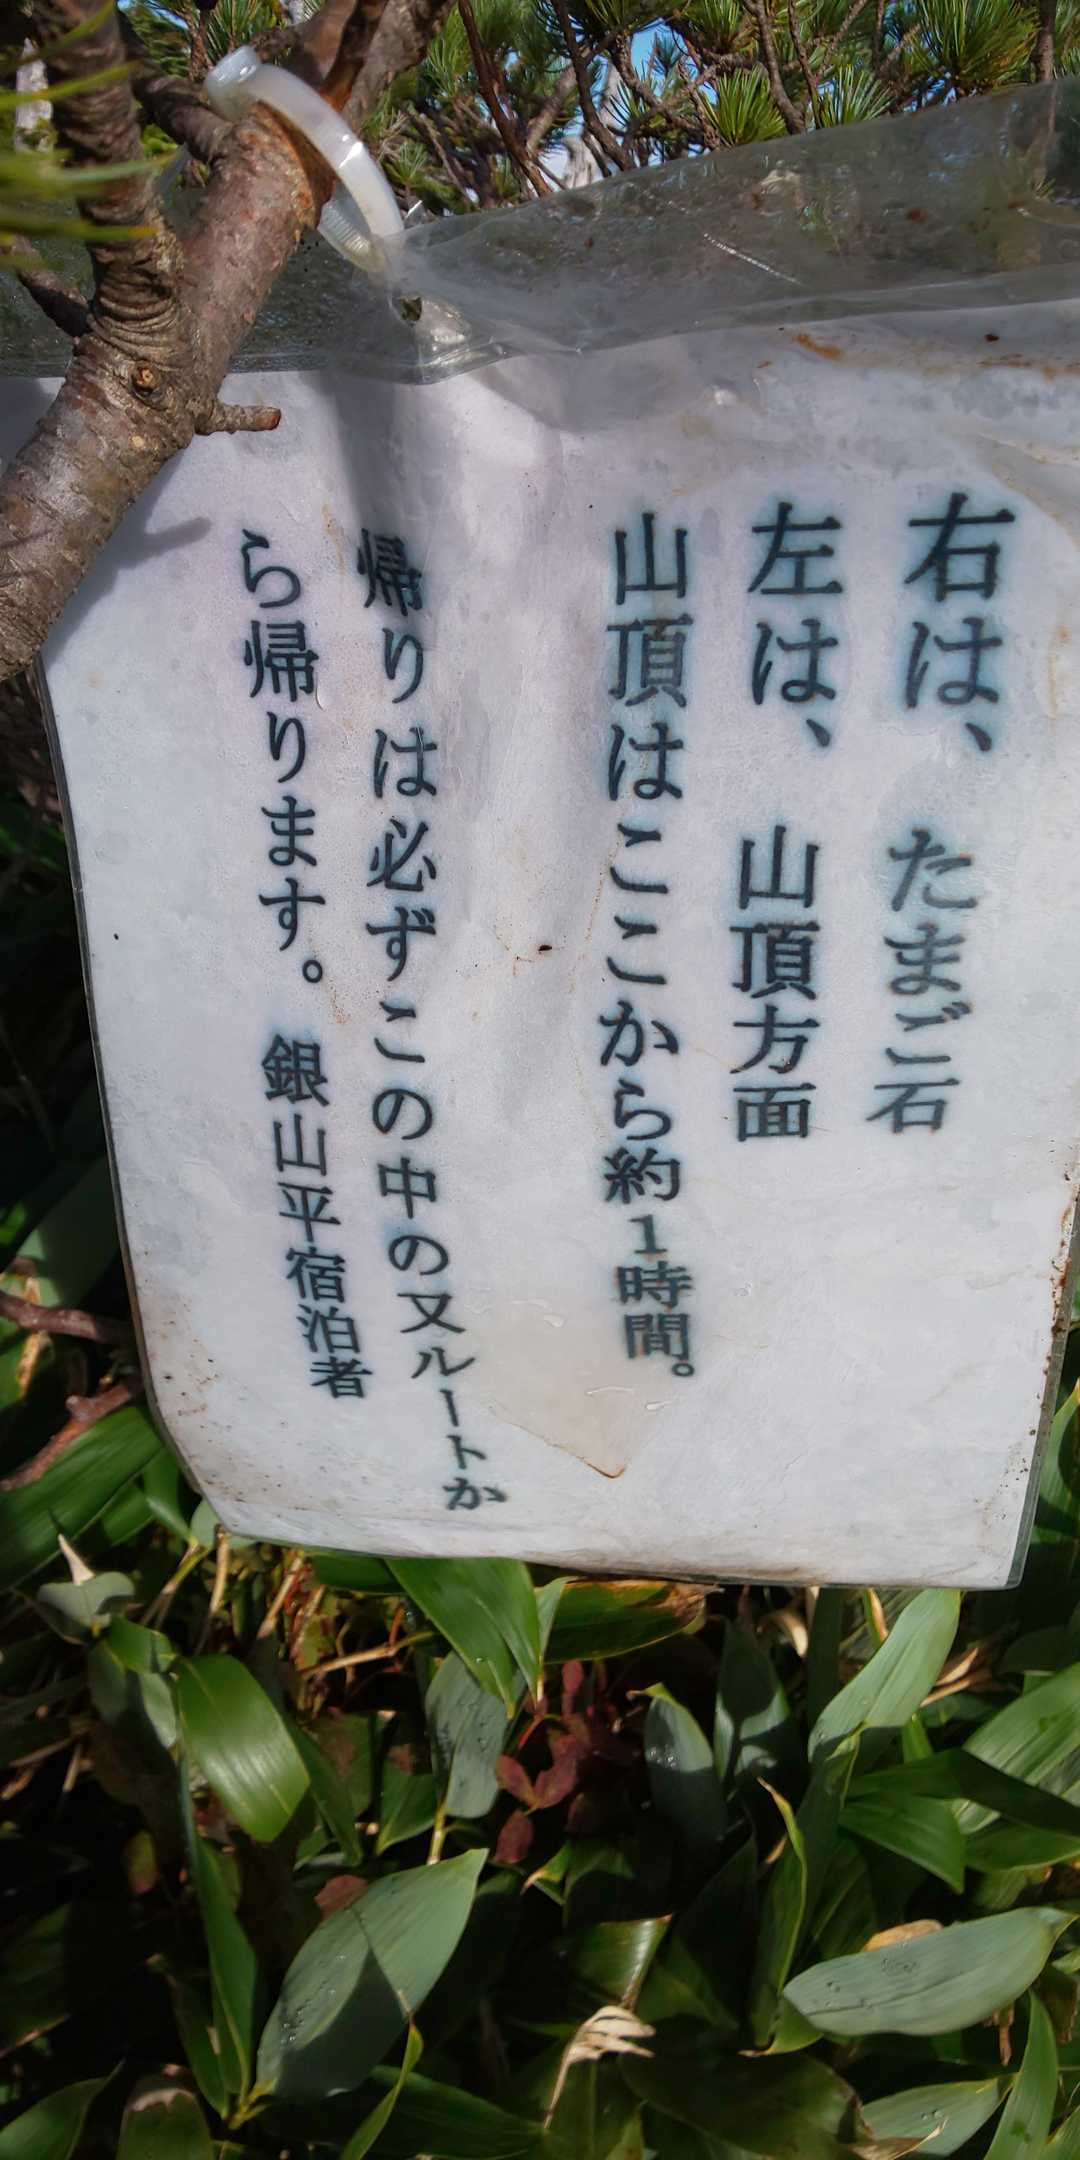 右は、　たまご石
左は、　山頂方面
山頂はここから約1時間。
帰りは必ずこの中の又ルートか
ら帰ります。　銀山平宿泊者